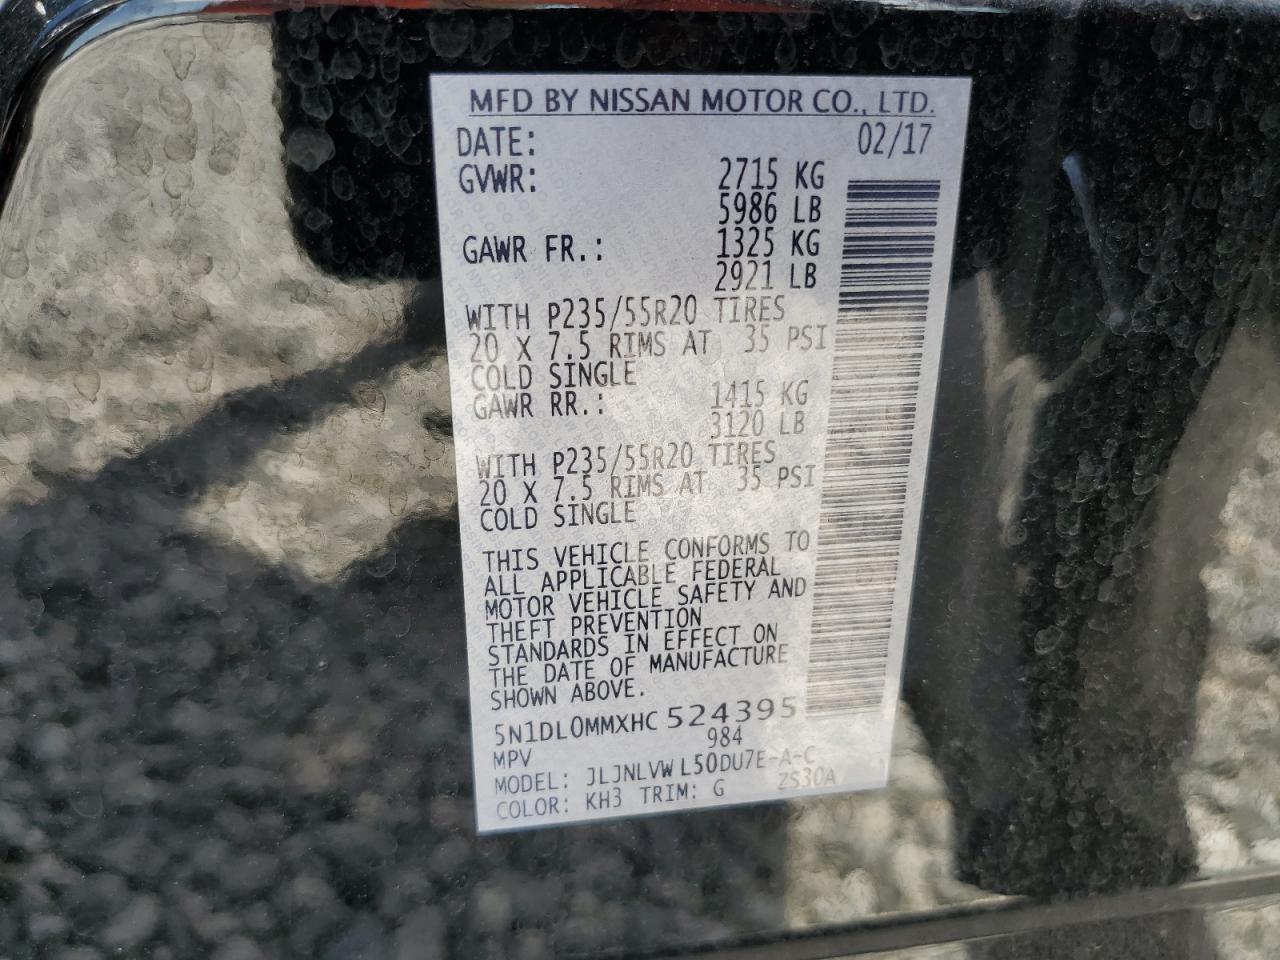 MFD BY NISSAN MOTOR CO., LTD.
DATE: 02/17
GVWR: 2715 KG
5986 LB
GAWR FR.: 1325 KG
2921 LB
WITH P235/55R20 TIRES
20 X 7.5 RIMS AT 35 PSI
COLD SINGLE
GAWR RR.: 1415 KG
3120 LB
WITH P235/55R20 TIRES
20 X 7.5 RIMS AT 35 PSI
COLD SINGLE
THIS VEHICLE CONFORMS TO
ALL APPLICABLE FEDERAL
MOTOR VEHICLE SAFETY AND
THEFT PREVENTION
STANDARDS IN EFFECT ON
THE DATE OF MANUFACTURE
SHOWN ABOVE.
5N1DL0MMXHC 524395
MPV 984
MODEL: JLJNLVW L50DU7E-A-C
COLOR: KH3 TRIM: G ZS30A